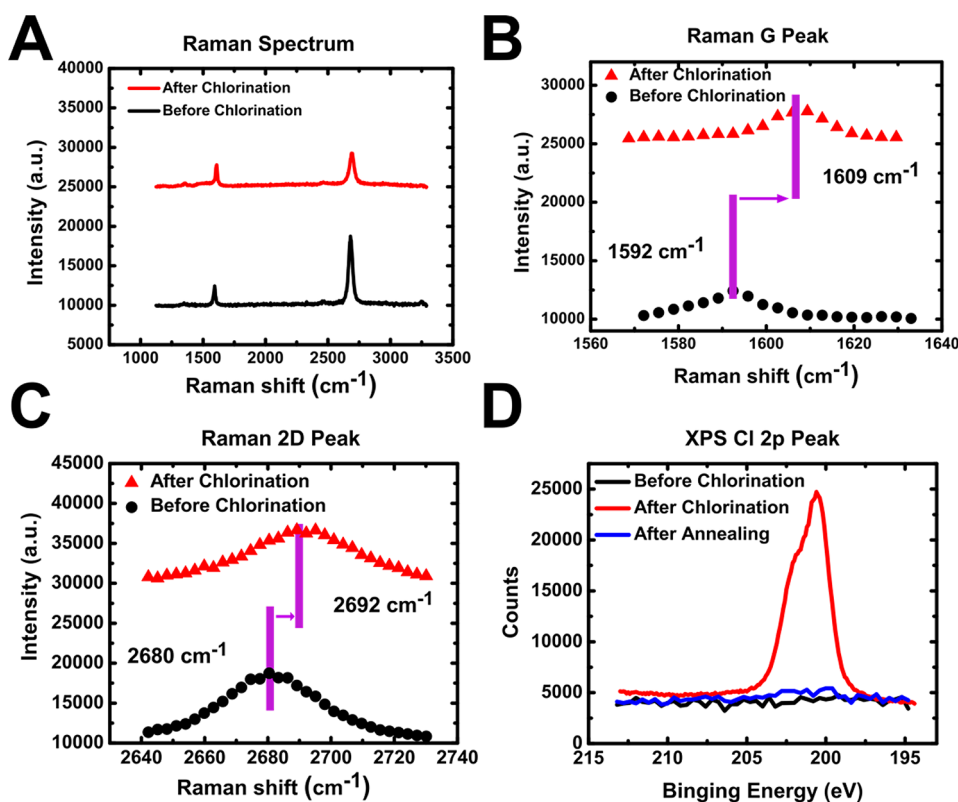 A
Raman Spectrum
40000
35000
30000
25000
20000
15000
10000
5000
After Chlorination
Before Chlorination
Intensity (a.u.)
1000 1500 2000 2500 3000 3500
Raman shift (cm-1)
B
Raman G Peak
30000
25000
20000
15000
10000
After Chlorination
Before Chlorination
1609 cm-1
1592 cm-1
Intensity (a.u.)
1560 1580 1600 1620 1640
Raman shift (cm-1)
C
Raman 2D Peak
45000
40000
35000
30000
25000
20000
15000
10000
After Chlorination
Before Chlorination
2692 cm-1
2680 cm-1
Intensity (a.u.)
2640 2660 2680 2700 2720 2740
Raman shift (cm-1)
D
XPS Cl 2p Peak
25000
20000
15000
10000
5000
0
Before Chlorination
After Chlorination
After Annealing
Counts
215 210 205 200 195
Binging Energy (eV)